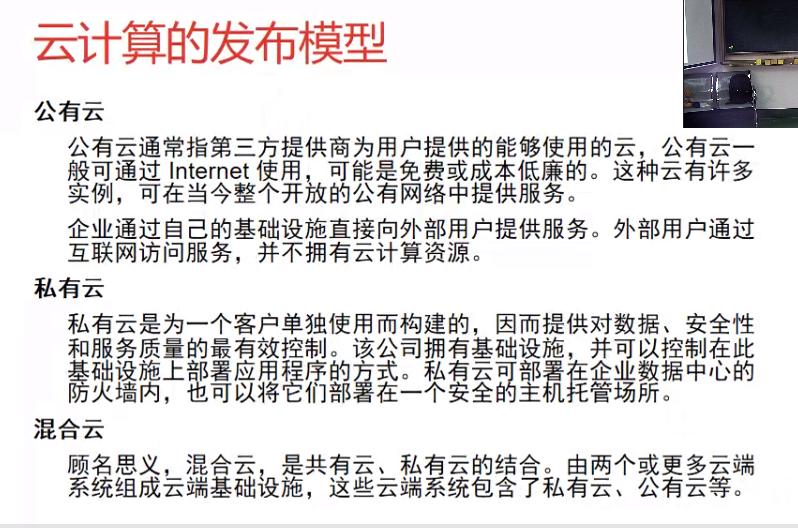 云计算的发布模型
公有云
公有云通常指第三方提供商为用户提供的能够使用的云，公有云一
般可通过 Internet 使用，可能是免费或成本低廉的。这种云有许多
实例，可在当今整个开放的公有网络中提供服务。
企业通过自己的基础设施直接向外部用户提供服务。外部用户通过
互联网访问服务，并不拥有云计算资源。
私有云
私有云是为一个客户单独使用而构建的，因而提供对数据、安全性
和服务质量的最有效控制。该公司拥有基础设施，并可以控制在此
基础设施上部署应用程序的方式。私有云可部署在企业数据中心的
防火墙内，也可以将它们部署在一个安全的主机托管场所。
混合云
顾名思义，混合云，是共有云、私有云的结合。由两个或更多云端
系统组成云端基础设施，这些云端系统包含了私有云、公有云等。